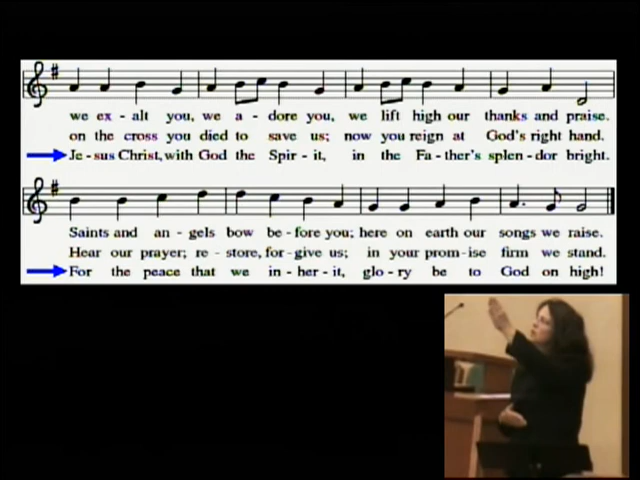 we ex - alt you, we a - dore you, we lift high our thanks and praise.
on the cross you died to save us; now you reign at God's right hand.
Je - sus Christ, with God the Spir - it, in the Fa - ther's splen - dor bright.
Saints and an - gels bow be - fore you; here on earth our songs we raise.
Hear our prayer; re - store, for - give us; in your prom - ise firm we stand.
For the peace that we in - her - it, glo - ry be to God on high!